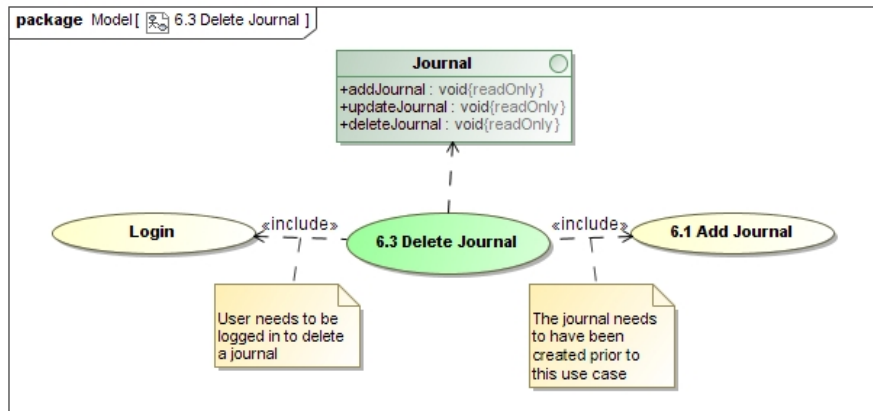 package Model[ 6.3 Delete Journal ]
Journal
+addJournal : void{readOnly}
+updateJournal : void{readOnly}
+deleteJournal : void{readOnly}
«include»
«include»
Login
6.3 Delete Journal
6.1 Add Journal
User needs to be
logged in to delete
a journal
The journal needs
to have been
created prior to
this use case